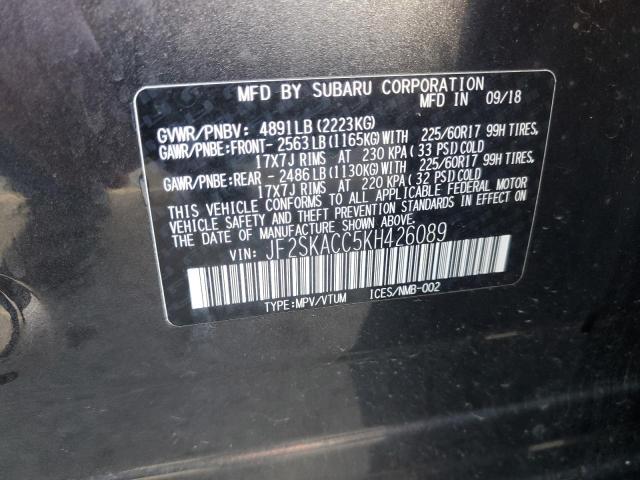 MFD BY SUBARU CORPORATION
MFD IN 09/18
GVWR/PNBV: 4891LB(2223KG)
GAWR/PNBE:FRONT- 2563LB(1165KG)WITH 225/60R17 99H TIRES,
17X7J RIMS AT 230 KPA(33 PSI)COLD
GAWR/PNBE:REAR - 2486LB(1130KG)WITH 225/60R17 99H TIRES,
17X7J RIMS AT 220 KPA(32 PSI)COLD
THIS VEHICLE CONFORMS TO ALL APPLICABLE FEDERAL MOTOR
VEHICLE SAFETY AND THEFT PREVENTION STANDARDS IN EFFECT ON
THE DATE OF MANUFACTURE SHOWN ABOVE.
VIN: JF2SKACC5KH426089
TYPE:MPV/VTUM ICES/NMB-002